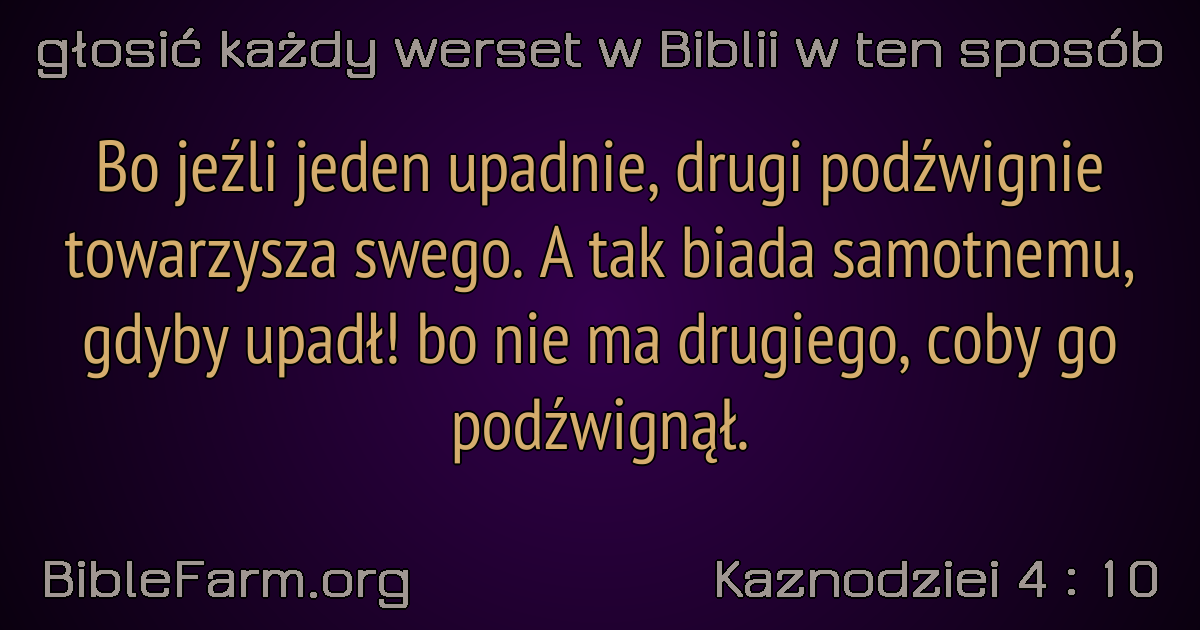 głosić każdy werset w Biblii w ten sposób
Bo jeźli jeden upadnie, drugi podźwignie
towarzysza swego. A tak biada samotnemu,
gdyby upadł! bo nie ma drugiego, coby go
podźwignął.
BibleFarm.org
Kaznodziei 4 : 10